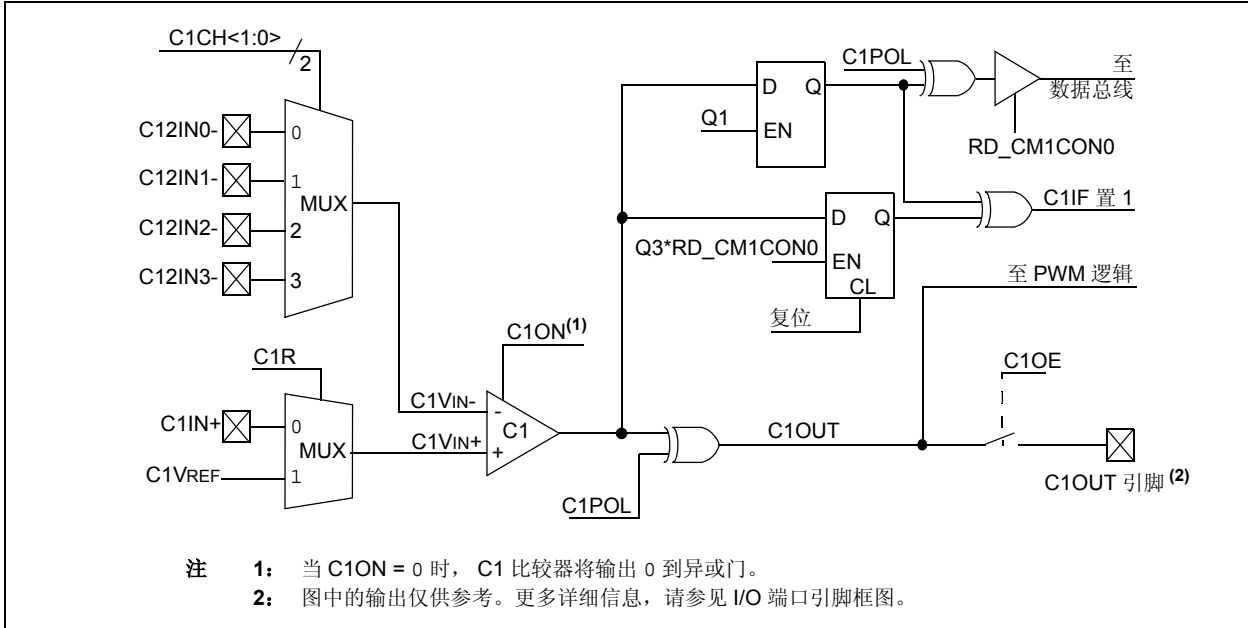 C1CH<1:0>
2
C12IN0-
0
C12IN1-
1
MUX
C12IN2-
2
C12IN3-
3
C1R
C1IN+
0
MUX
C1VREF
1
C1ON(1)
C1VIN-
-
C1
C1VIN+
+
C1POL
D Q
Q1
EN
C1POL
至
数据总线
RD_CM1CON0
D Q
Q3*RD_CM1CON0
EN
CL
复位
C1IF 置 1
至 PWM 逻辑
C1OE
C1OUT
C1OUT 引脚 (2)
注 1: 当 C1ON = 0 时, C1 比较器将输出 0 到异或门。
2: 图中的输出仅供参考。更多详细信息,请参见 I/O 端口引脚框图。